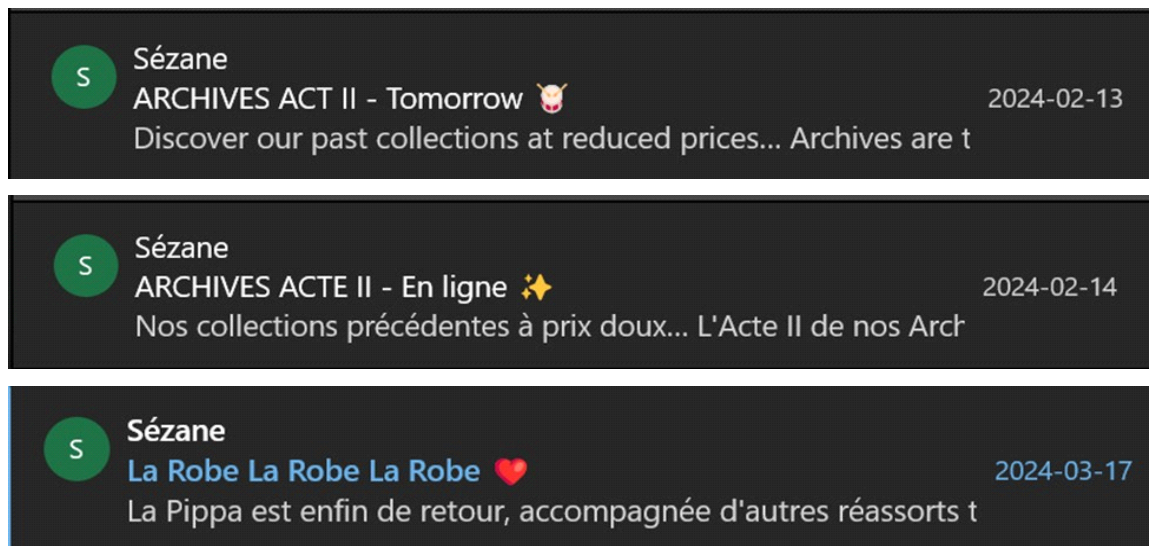 S
Sézane
ARCHIVES ACT II - Tomorrow 🥁
2024-02-13
Discover our past collections at reduced prices... Archives are t
S
Sézane
ARCHIVES ACTE II - En ligne ✨
2024-02-14
Nos collections précédentes à prix doux... L'Acte II de nos Arch
S
Sézane
La Robe La Robe La Robe ❤️
2024-03-17
La Pippa est enfin de retour, accompagnée d'autres réassorts t